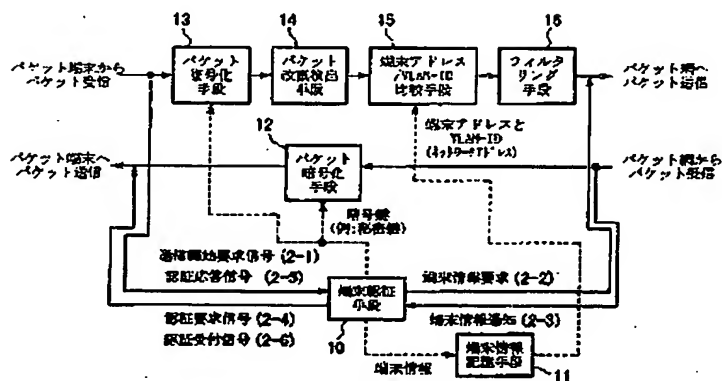 13
14
15
16
パケット端末から
パケット受信
パケット
復号化
手段
パケット
改竄検出
手段
端末アドレス
/VLAN-ID
比較手段
フィルタ
リング
手段
パケット網へ
パケット送信
12
端末アドレスと
VLAN-ID
(ネットワークアドレス)
パケット端末へ
パケット送信
パケット
暗号化
手段
パケット網から
パケット受信
暗号鍵
(例:秘密鍵)
通信開始要求信号 (2-1)
認証応答信号 (2-5)
端末情報要求 (2-2)
端末認証
手段
認証要求信号 (2-4)
認証受付信号 (2-6)
端末情報通知 (2-3)
10
端末情報
端末情報
記憶手段
11